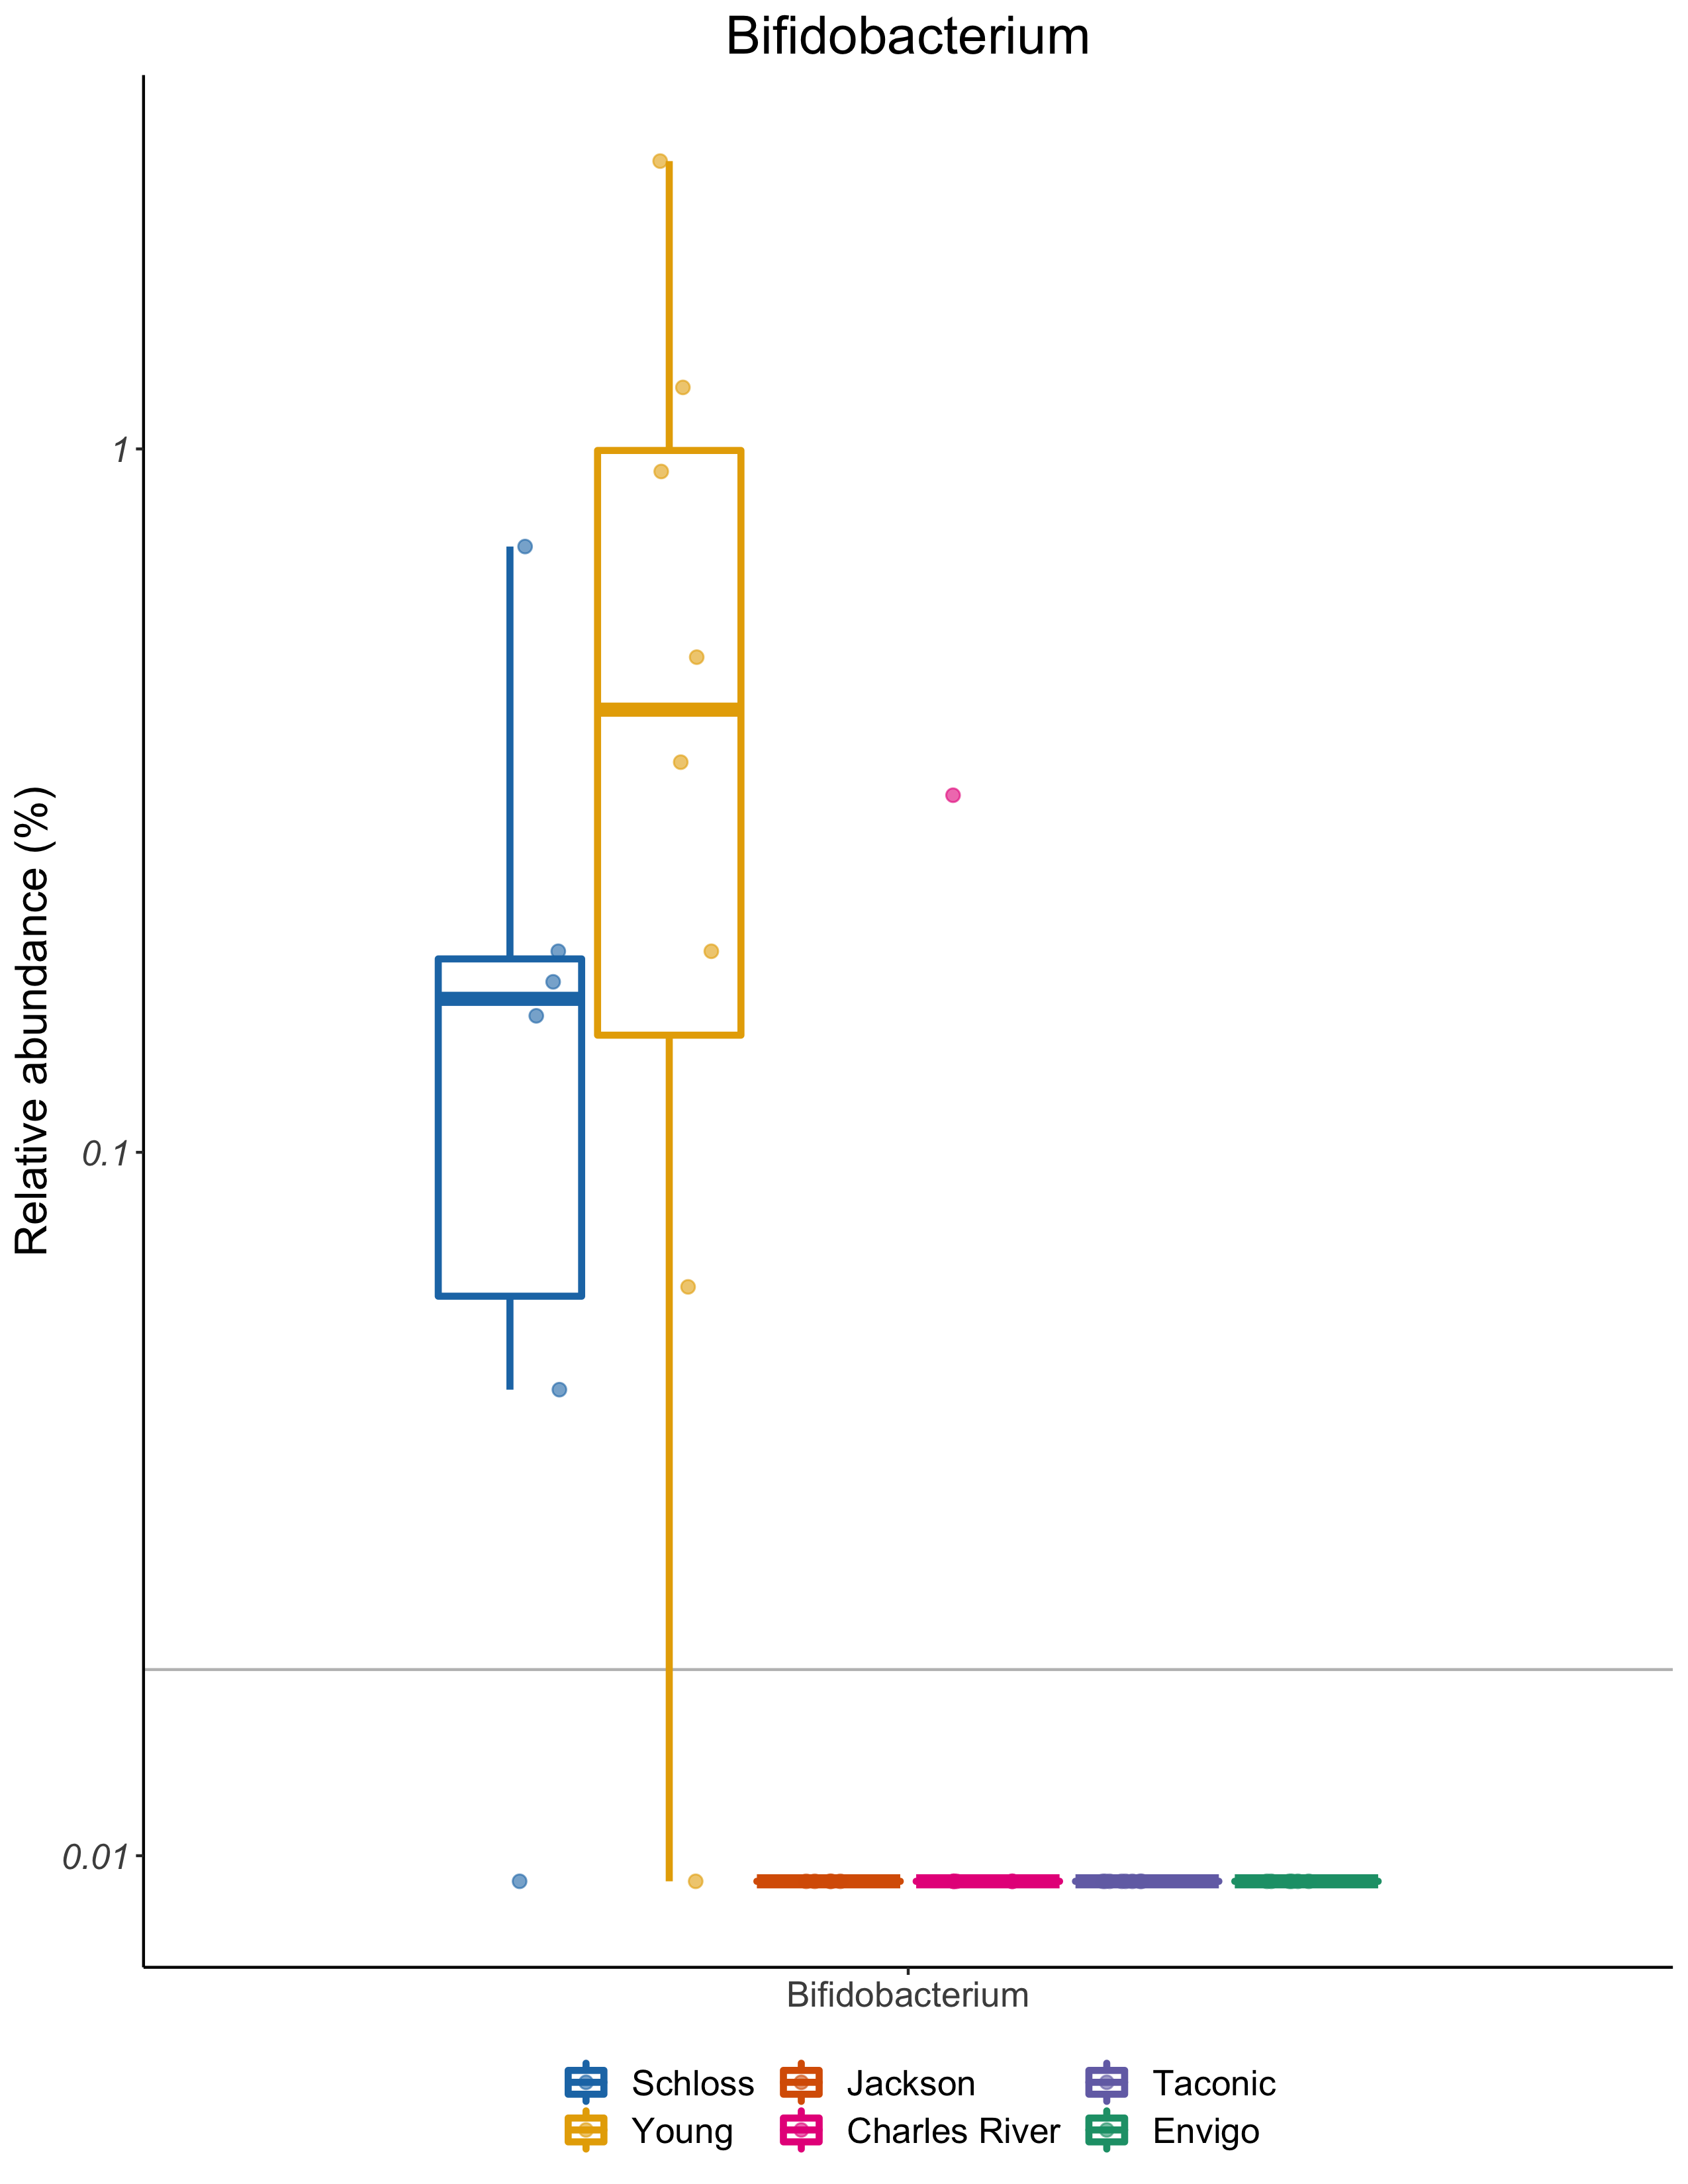 Bifidobacterium
Relative abundance (%)
1
0.1
0.01
Bifidobacterium
Schloss
Jackson
Taconic
Young
Charles River
Envigo